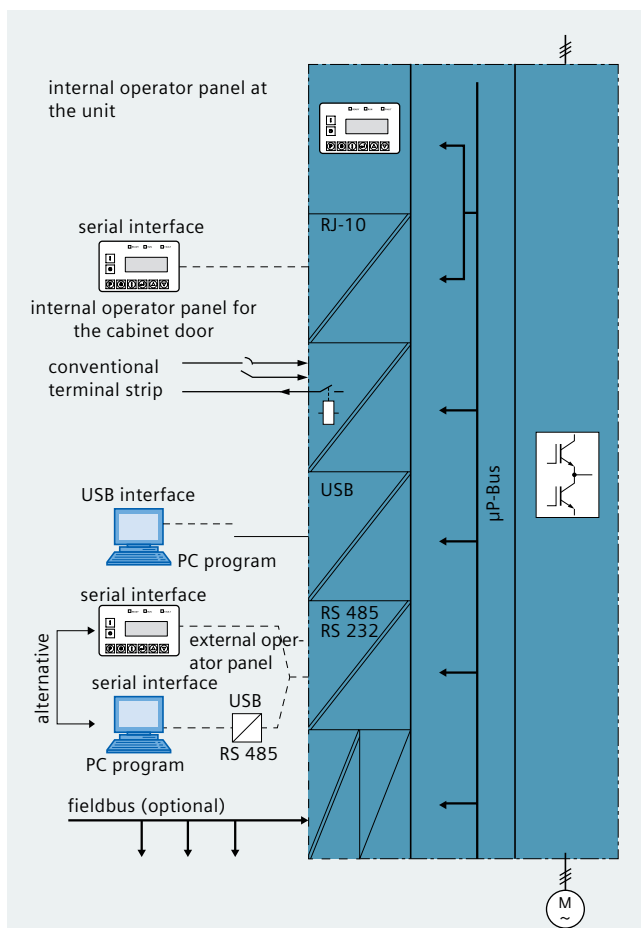 internal operator panel at
the unit
serial interface
RJ-10
internal operator panel for
the cabinet door
conventional
terminal strip
USB interface
USB
PC program
µP-Bus
serial interface
RS 485
RS 232
external oper-
ator panel
alternative
serial interface
USB
RS 485
PC program
fieldbus (optional)
M
~